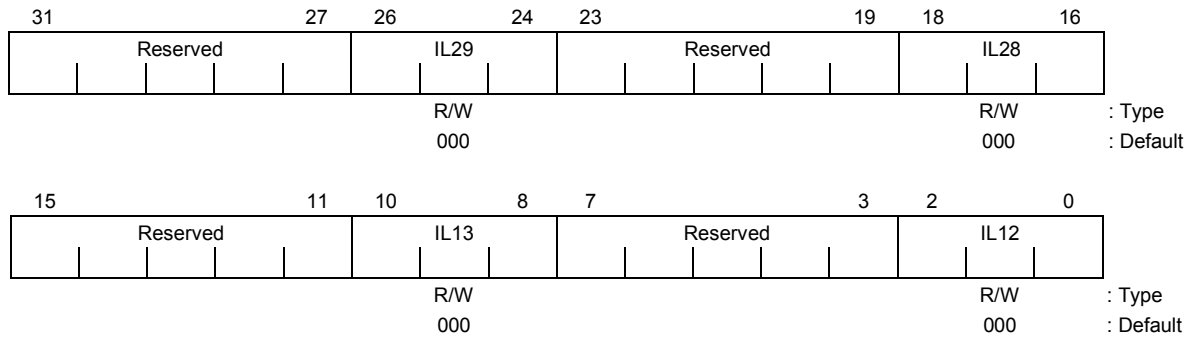 31 27 26 24 23 19 18 16
Reserved IL29 Reserved IL28
R/W R/W : Type
000 000 : Default
15 11 10 8 7 3 2 0
Reserved IL13 Reserved IL12
R/W R/W : Type
000 000 : Default